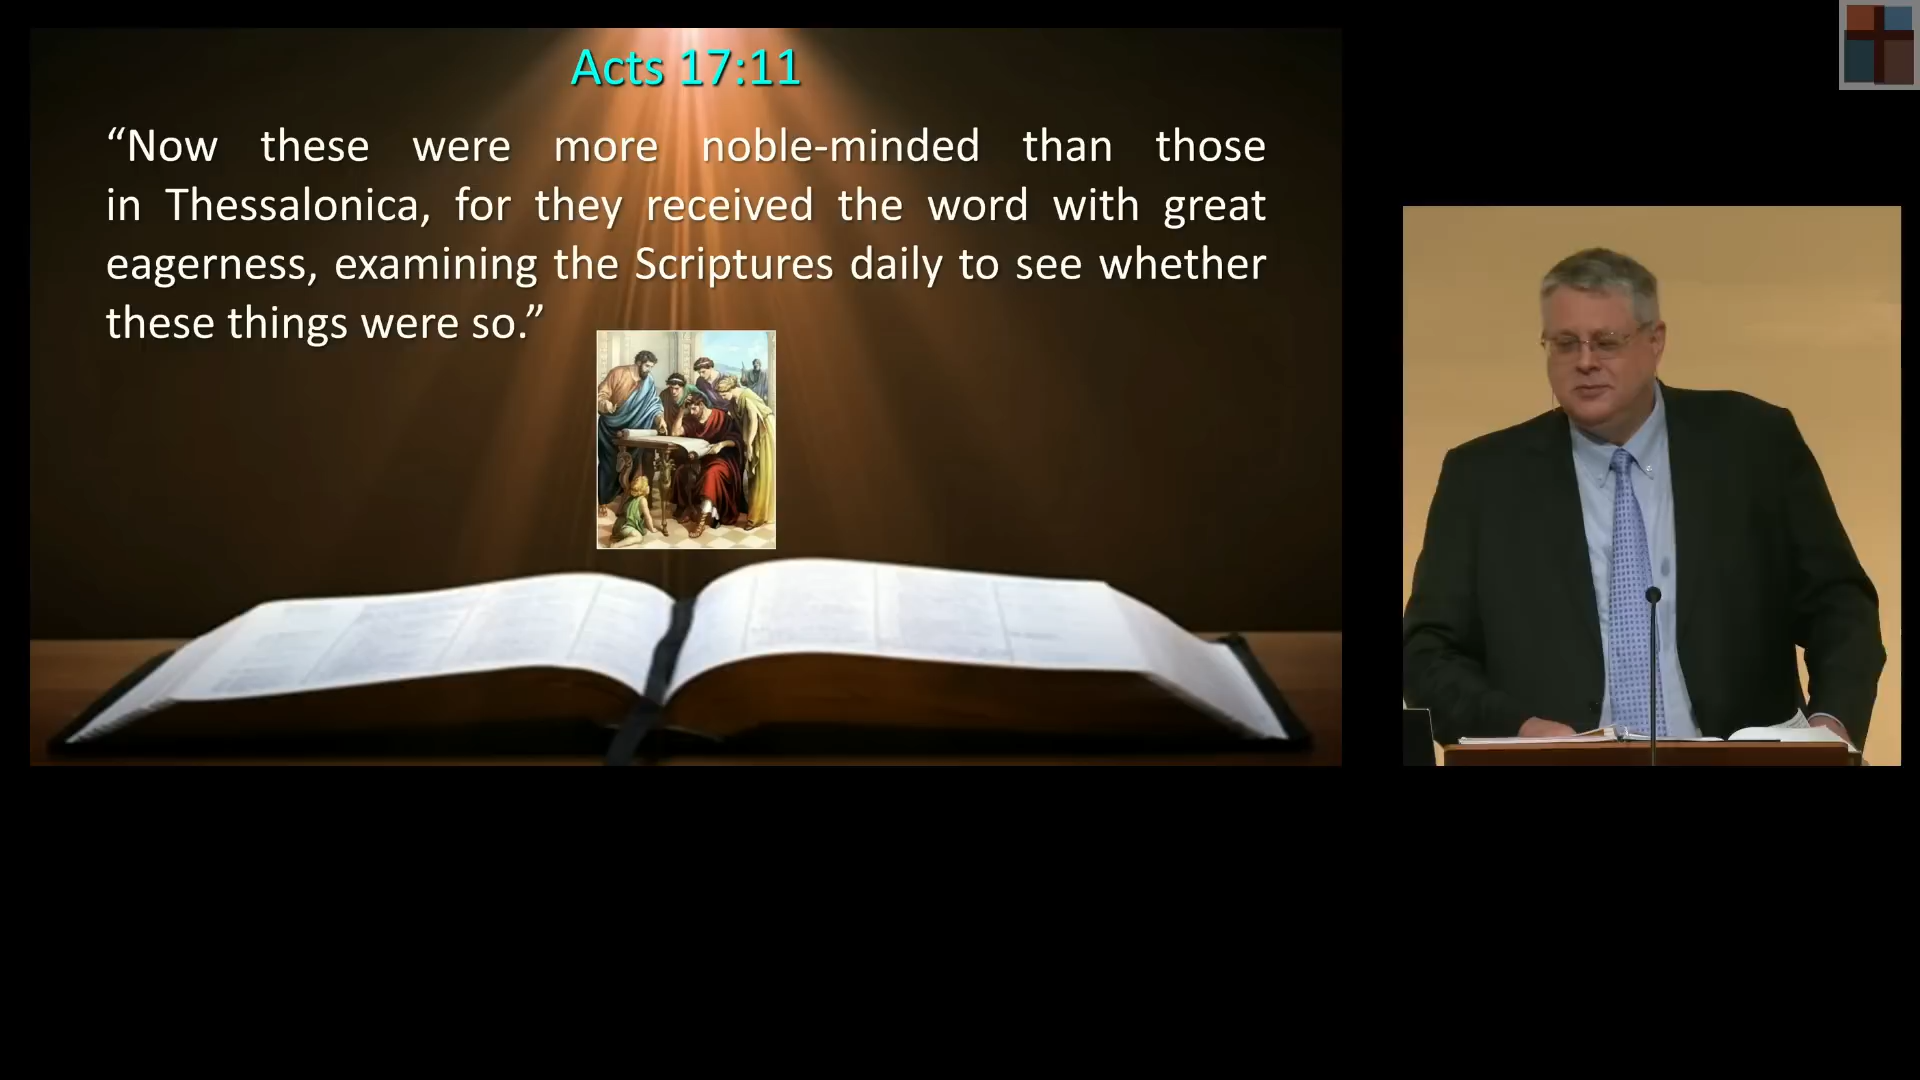 Acts 17:11
“Now these were more noble-minded than those
in Thessalonica, for they received the word with great
eagerness, examining the Scriptures daily to see whether
these things were so.”